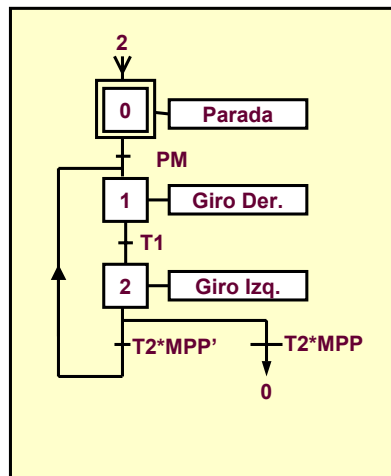 2
0
Parada
PM
1
Giro Der.
T1
2
Giro Izq.
T2*MPP’
T2*MPP
0